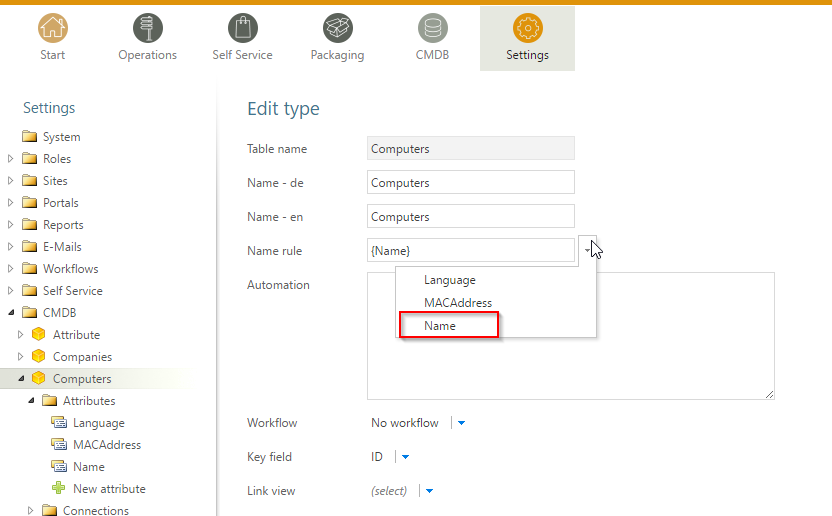 Start
Operations
Self Service
Packaging
CMDB
Settings
Settings
System
Roles
Sites
Portals
Reports
E-Mails
Workflows
Self Service
CMDB
Attribute
Companies
Computers
Attributes
Language
MACAddress
Name
New attribute
Connections
Edit type
Table name
Computers
Name - de
Computers
Name - en
Computers
Name rule
{Name}
Language
MACAddress
Name
Automation
Workflow
No workflow
Key field
ID
Link view
(select)